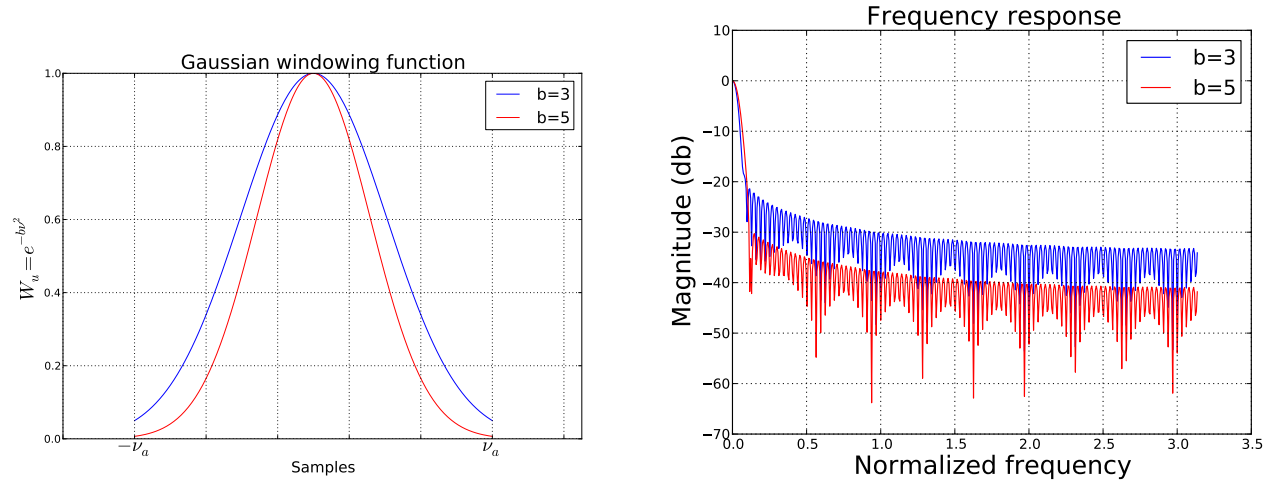 Gaussian windowing function
1.0
0.8
0.6
0.4
0.2
0.0
W_u = e^{-bν^2}
b=3
b=5
−ν_a
ν_a
Samples
Frequency response
10
0
−10
−20
−30
−40
−50
−60
−70
Magnitude (db)
b=3
b=5
0.0 0.5 1.0 1.5 2.0 2.5 3.0 3.5
Normalized frequency